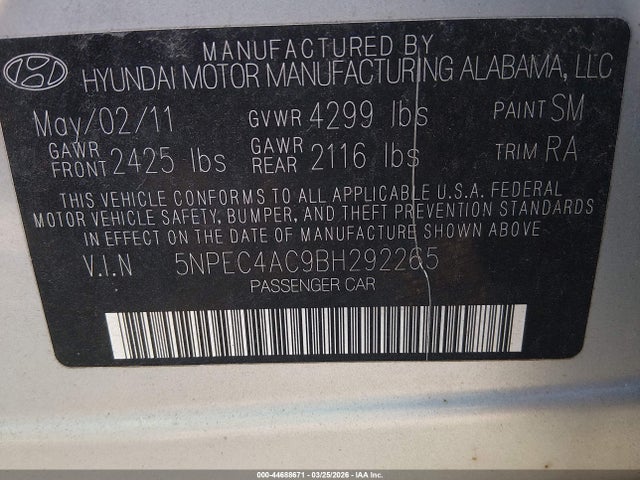 MANUFACTURED BY
HYUNDAI MOTOR MANUFACTURING ALABAMA, LLC
May/02/11 GVWR 4299 lbs PAINT SM
GAWR FRONT 2425 lbs GAWR REAR 2116 lbs TRIM RA
THIS VEHICLE CONFORMS TO ALL APPLICABLE U.S.A. FEDERAL
MOTOR VEHICLE SAFETY, BUMPER, AND THEFT PREVENTION STANDARDS
IN EFFECT ON THE DATE OF MANUFACTURE SHOWN ABOVE.
V.I.N 5NPEC4AC9BH292265
PASSENGER CAR
000-44688671 - 03/25/2026 - IAA Inc.